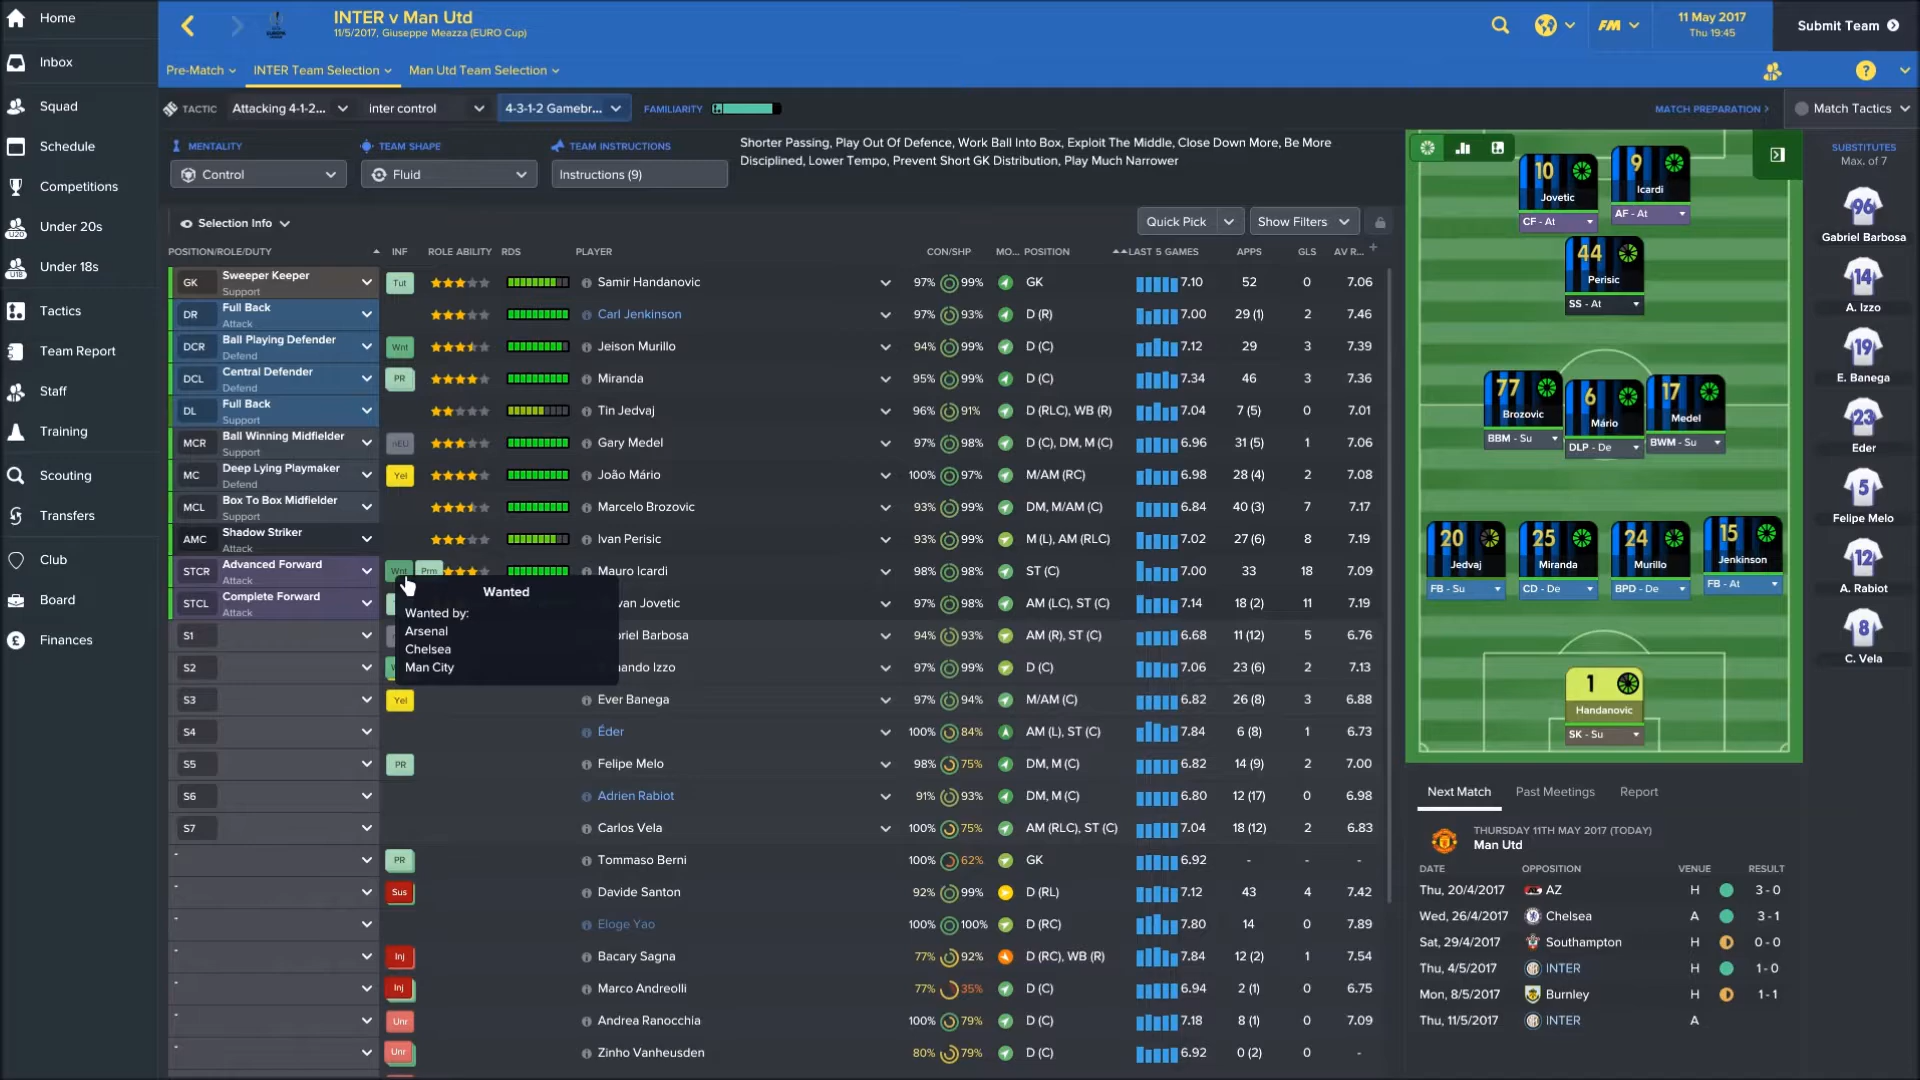 Home
Inbox
Squad
Schedule
Competitions
Under 20s
Under 18s
Tactics
Team Report
Staff
Training
Scouting
Transfers
Club
Board
Finances
INTER v Man Utd
11/5/2017, Giuseppe Meazza (EURO Cup)
FM
11 May 2017
Thu 19:45
Submit Team
Pre-Match
INTER Team Selection
Man Utd Team Selection
?
TACTIC
Attacking 4-1-2...
inter control
4-3-1-2 Gamebr...
FAMILIARITY
MATCH PREPARATION >
Match Tactics
MENTALITY
TEAM SHAPE
TEAM INSTRUCTIONS
Control
Fluid
Instructions (9)
Shorter Passing, Play Out Of Defence, Work Ball Into Box, Exploit The Middle, Close Down More, Be More
Disciplined, Lower Tempo, Prevent Short GK Distribution, Play Much Narrower
Selection Info
Quick Pick
Show Filters
POSITION/ROLE/DUTY INF ROLE ABILITY RDS PLAYER CON/SHP MO... POSITION LAST 5 GAMES APPS GLS AV R...
GK Sweeper Keeper Support Tut Samir Handanovic 97% 99% GK 7.10 52 0 7.06
DR Full Back Attack Carl Jenkinson 97% 93% D (R) 7.00 29 (1) 2 7.46
DCR Ball Playing Defender Defend Wnt Jeison Murillo 94% 99% D (C) 7.12 29 3 7.39
DCL Central Defender Defend PR Miranda 95% 99% D (C) 7.34 46 3 7.36
DL Full Back Support Tin Jedvaj 96% 91% D (RLC), WB (R) 7.04 7 (5) 0 7.01
MCR Ball Winning Midfielder Support nEU Gary Medel 97% 98% D (C), DM, M (C) 6.96 31 (5) 1 7.06
MC Deep Lying Playmaker Defend Yel João Mário 100% 97% M/AM (RC) 6.98 28 (4) 2 7.08
MCL Box To Box Midfielder Support Marcelo Brozovic 93% 99% DM, M/AM (C) 6.84 40 (3) 7 7.17
AMC Shadow Striker Attack Ivan Perisic 93% 99% M (L), AM (RLC) 7.02 27 (6) 8 7.19
STCR Advanced Forward Attack Wnt Prm Mauro Icardi 98% 98% ST (C) 7.00 33 18 7.09
STCL Complete Forward Attack van Jovetic 97% 98% AM (LC), ST (C) 7.14 18 (2) 11 7.19
S1 briel Barbosa 94% 93% AM (R), ST (C) 6.68 11 (12) 5 6.76
S2 ando Izzo 97% 99% D (C) 7.06 23 (6) 2 7.13
S3 Yel Ever Banega 97% 94% M/AM (C) 6.82 26 (8) 3 6.88
S4 Éder 100% 84% AM (L), ST (C) 7.84 6 (8) 1 6.73
S5 PR Felipe Melo 98% 75% DM, M (C) 6.82 14 (9) 2 7.00
S6 Adrien Rabiot 91% 93% DM, M (C) 6.80 12 (17) 0 6.98
S7 Carlos Vela 100% 75% AM (RLC), ST (C) 7.04 18 (12) 2 6.83
- PR Tommaso Berni 100% 62% GK 6.92 - - -
- Sus Davide Santon 92% 99% D (RL) 7.12 43 4 7.42
- Eloge Yao 100% 100% D (RC) 7.80 14 0 7.89
- Inj Bacary Sagna 77% 92% D (RC), WB (R) 7.84 12 (2) 1 7.54
- Inj Marco Andreolli 77% 35% D (C) 6.94 2 (1) 0 6.75
- Unr Andrea Ranocchia 100% 79% D (C) 7.18 8 (1) 0 7.09
- Unr Zinho Vanheusden 80% 79% D (C) 6.92 0 (2) 0 -
Wanted
Wanted by:
Arsenal
Chelsea
Man City
10 Jovetic CF - At
9 Icardi AF - At
44 Perisic SS - At
77 Brozovic BBM - Su
6 Mário DLP - De
17 Medel BWM - Su
20 Jedvaj FB - Su
25 Miranda CD - De
24 Murillo BPD - De
15 Jenkinson FB - At
1 Handanovic SK - Su
SUBSTITUTES
Max. of 7
96
Gabriel Barbosa
14
A. Izzo
19
E. Banega
23
Eder
5
Felipe Melo
12
A. Rabiot
8
C. Vela
Next Match
Past Meetings
Report
THURSDAY 11TH MAY 2017 (TODAY)
Man Utd
DATE OPPOSITION VENUE RESULT
Thu, 20/4/2017 AZ H 3 - 0
Wed, 26/4/2017 Chelsea A 3 - 1
Sat, 29/4/2017 Southampton H 0 - 0
Thu, 4/5/2017 INTER H 1 - 0
Mon, 8/5/2017 Burnley H 1 - 1
Thu, 11/5/2017 INTER A